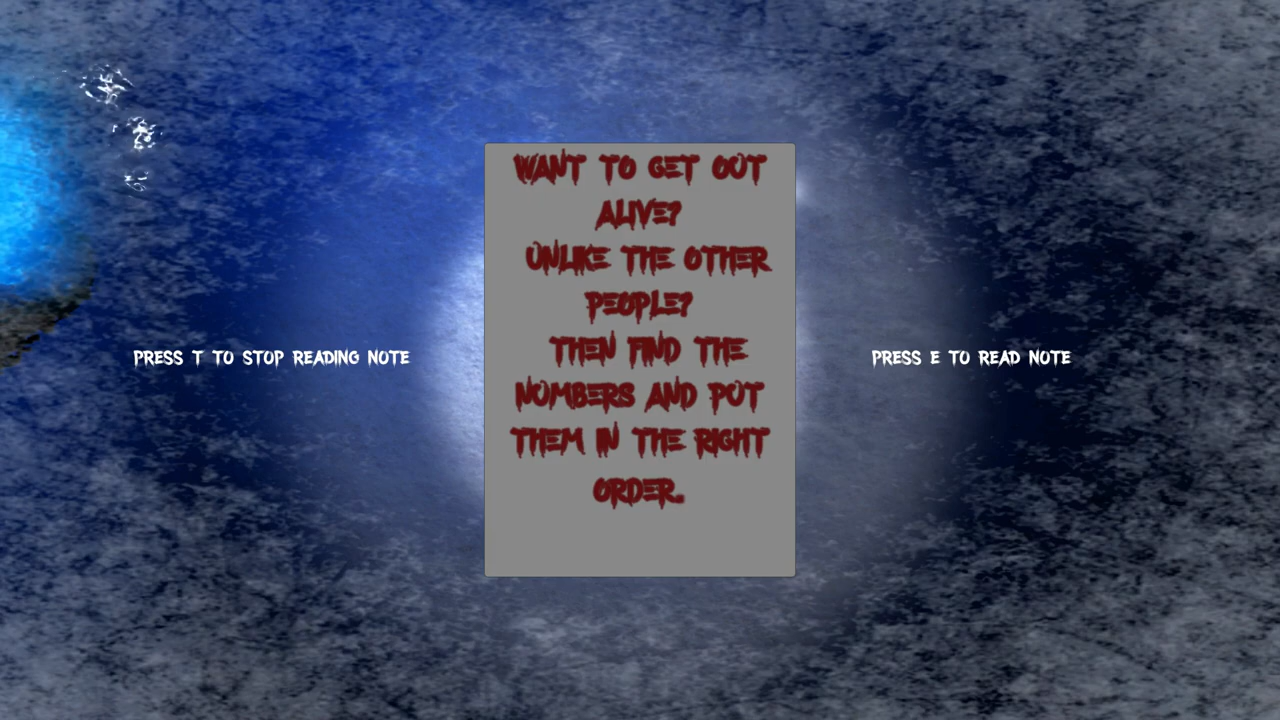 WANT TO GET OUT
ALIVE?
UNLIKE THE OTHER
PEOPLE?
THEN FIND THE
NUMBERS AND PUT
THEM IN THE RIGHT
ORDER.
PRESS T TO STOP READING NOTE
PRESS E TO READ NOTE